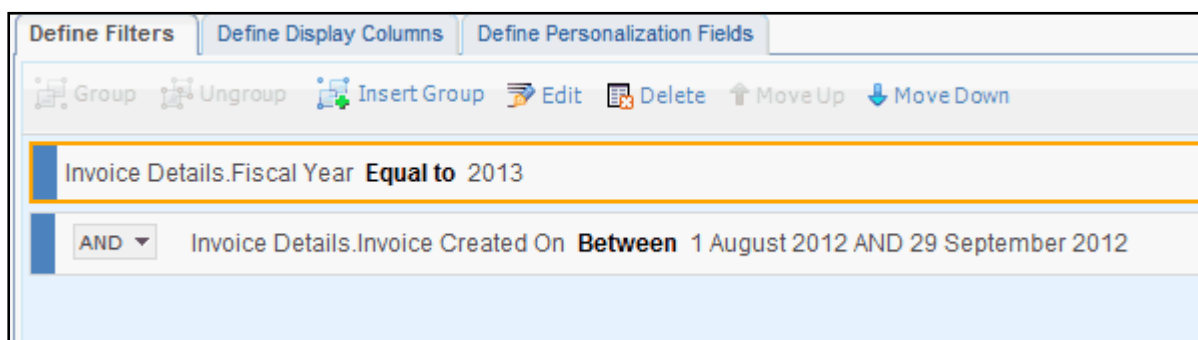 Define Filters Define Display Columns Define Personalization Fields
Group Ungroup Insert Group Edit Delete Move Up Move Down
Invoice Details.Fiscal Year Equal to 2013
AND Invoice Details.Invoice Created On Between 1 August 2012 AND 29 September 2012